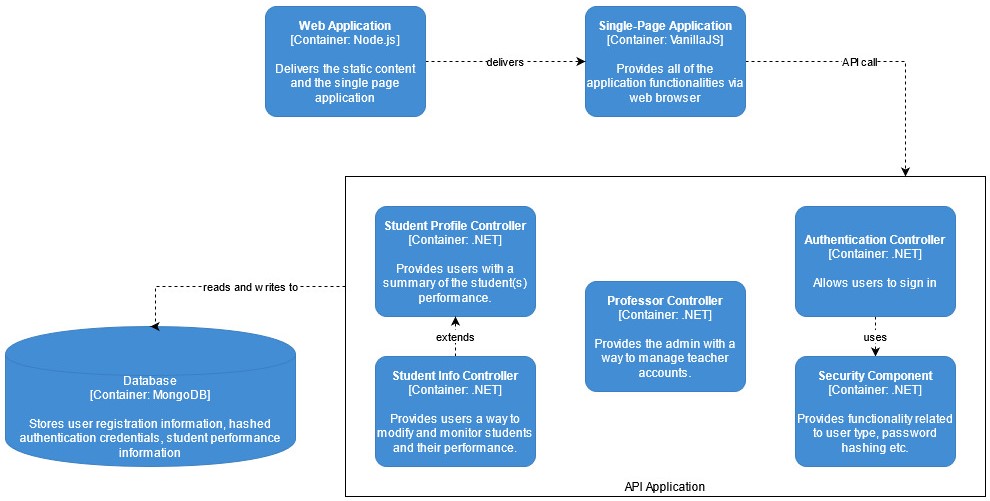 Web Application
[Container: Node.js]
Delivers the static content
and the single page
application
delivers
Single-Page Application
[Container: VanillaJS]
Provides all of the
application functionalities via
web browser
API call
Student Profile Controller
[Container: .NET]
Provides users with a
summary of the student(s)
performance.
extends
Student Info Controller
[Container: .NET]
Provides users a way to
modify and monitor students
and their performance.
Professor Controller
[Container: .NET]
Provides the admin with a
way to manage teacher
accounts.
Authentication Controller
[Container: .NET]
Allows users to sign in
uses
Security Component
[Container: .NET]
Provides functionality related
to user type, password
hashing etc.
API Application
reads and writes to
Database
[Container: MongoDB]
Stores user registration information, hashed
authentication credentials, student performance
information